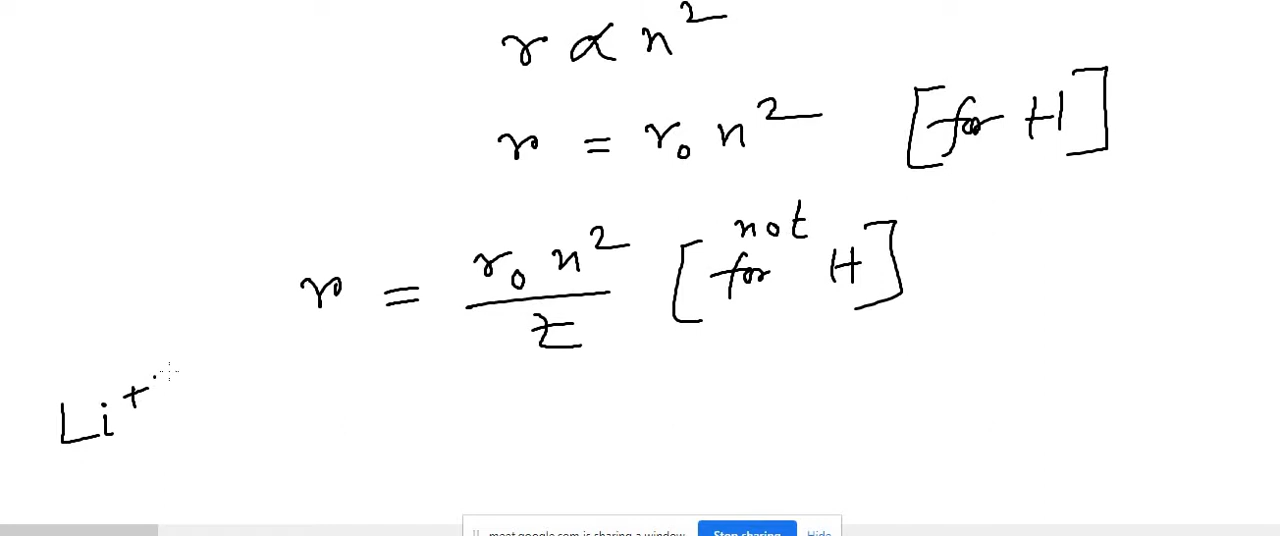 r ∝ n²
r = r₀ n² [for H]
r = r₀ n² / Z [not for H]
Li⁺
meet.google.com is sharing a window. Stop sharing Hide